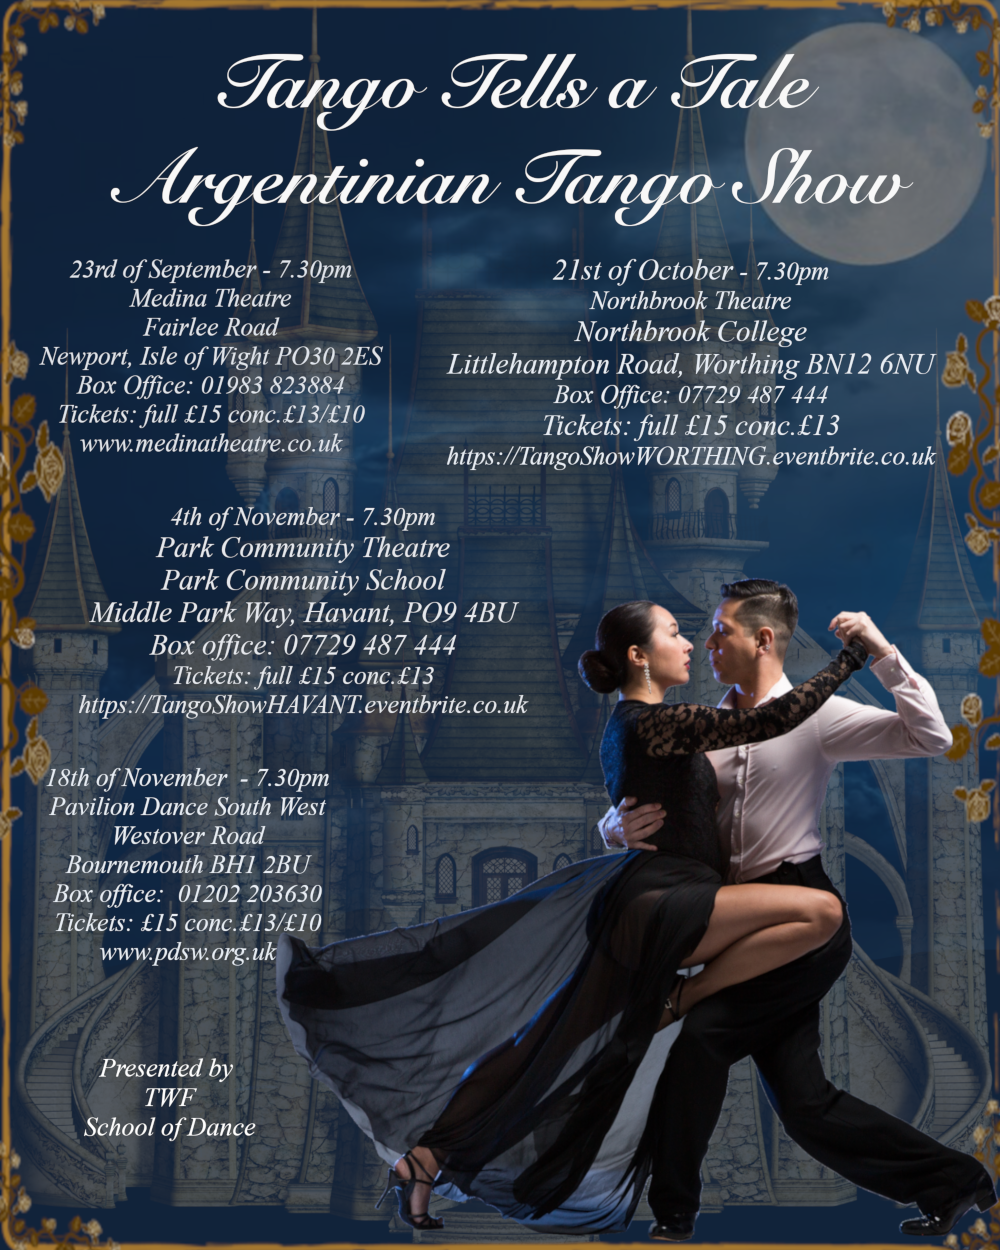 Tango Tells a Tale
Argentinian Tango Show
23rd of September - 7.30pm
Medina Theatre
Fairlee Road
Newport, Isle of Wight PO30 2ES
Box Office: 01983 823884
Tickets: full £15 conc.£13/£10
www.medinatheatre.co.uk
21st of October - 7.30pm
Northbrook Theatre
Northbrook College
Littlehampton Road, Worthing BN12 6NU
Box Office: 07729 487 444
Tickets: full £15 conc.£13
https://TangoShowWORTHING.eventbrite.co.uk
4th of November - 7.30pm
Park Community Theatre
Park Community School
Middle Park Way, Havant, PO9 4BU
Box office: 07729 487 444
Tickets: full £15 conc.£13
https://TangoShowHAVANT.eventbrite.co.uk
18th of November  - 7.30pm
Pavilion Dance South West
Westover Road
Bournemouth BH1 2BU
Box office:  01202 203630
Tickets: £15 conc.£13/£10
www.pdsw.org.uk
Presented by
TWF
School of Dance